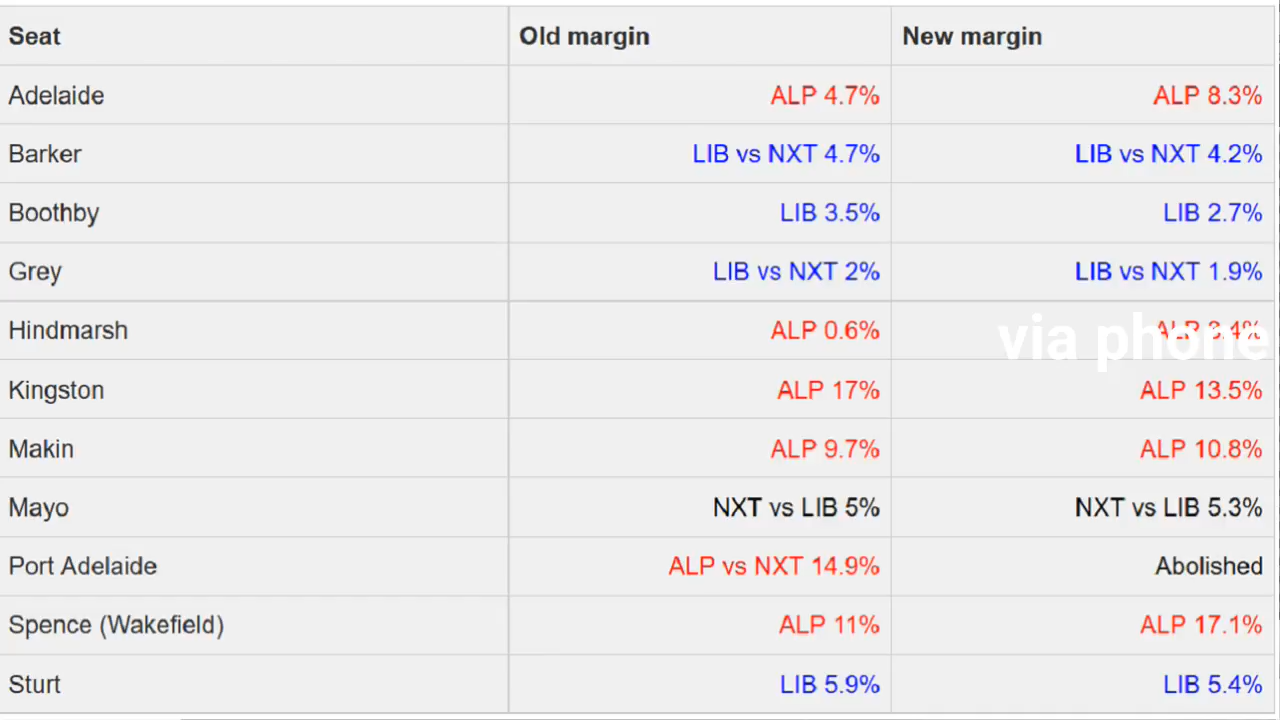 Seat Old margin New margin
Adelaide ALP 4.7% ALP 8.3%
Barker LIB vs NXT 4.7% LIB vs NXT 4.2%
Boothby LIB 3.5% LIB 2.7%
Grey LIB vs NXT 2% LIB vs NXT 1.9%
Hindmarsh ALP 0.6% ALP
via phone
Kingston ALP 17% ALP 13.5%
Makin ALP 9.7% ALP 10.8%
Mayo NXT vs LIB 5% NXT vs LIB 5.3%
Port Adelaide ALP vs NXT 14.9% Abolished
Spence (Wakefield) ALP 11% ALP 17.1%
Sturt LIB 5.9% LIB 5.4%